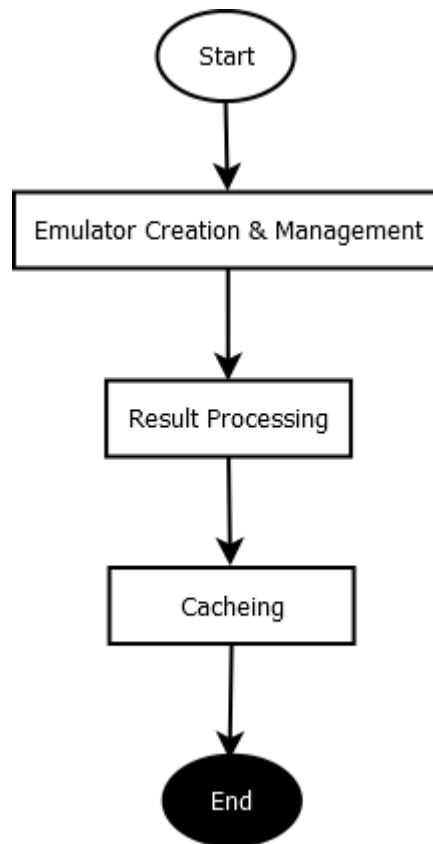 Start
Emulator Creation & Management
Result Processing
Cacheing
End